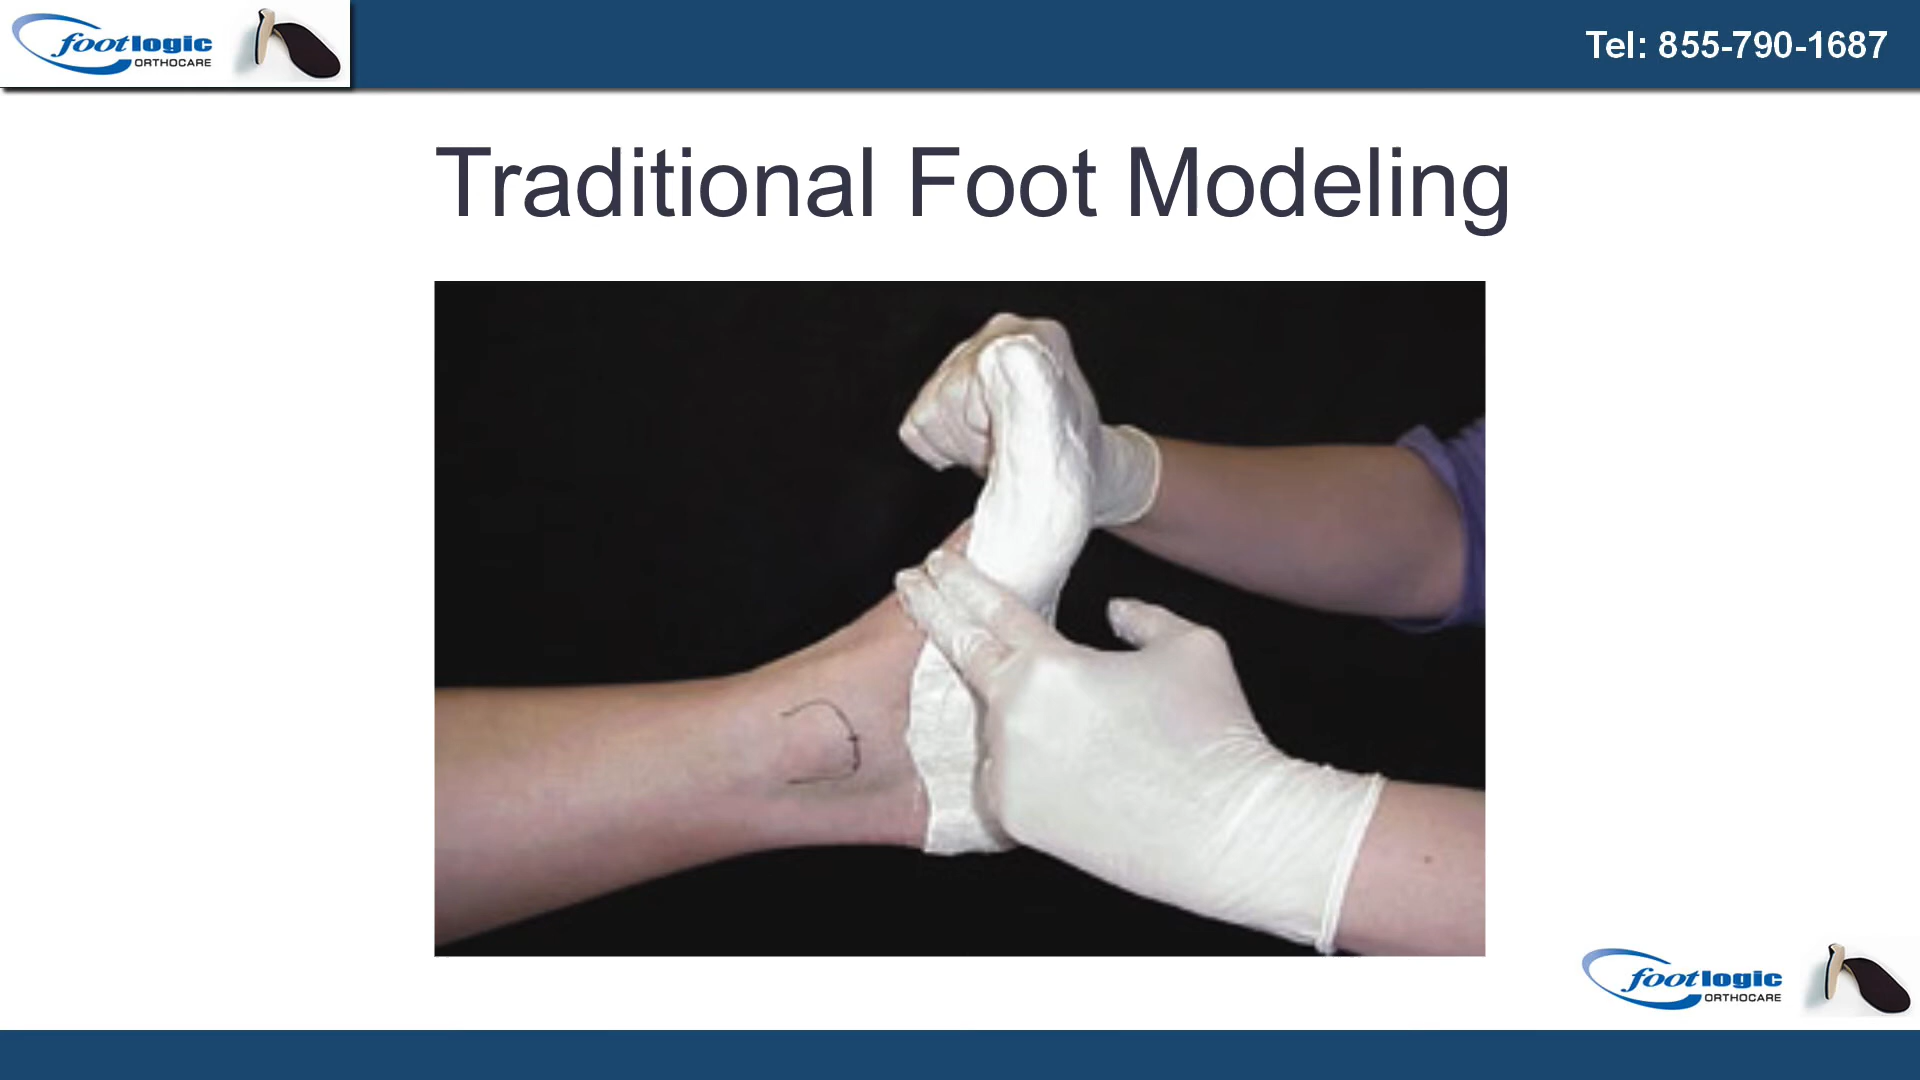 footlogic
ORTHOCARE
Tel: 855-790-1687
Traditional Foot Modeling
footlogic
ORTHOCARE